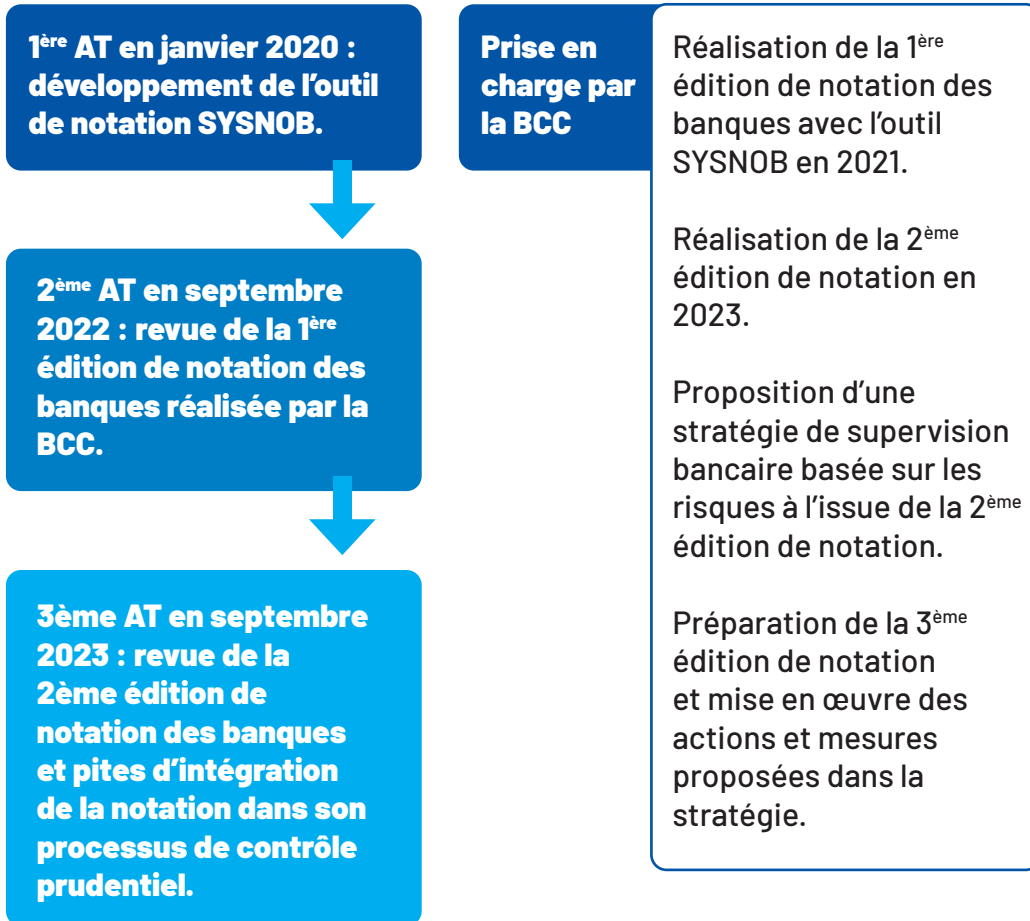 1ère AT en janvier 2020 :
développement de l'outil
de notation SYSNOB.
2ème AT en septembre
2022 : revue de la 1ère
édition de notation des
banques réalisée par la
BCC.
3ème AT en septembre
2023 : revue de la
2ème édition de
notation des banques
et pites d'intégration
de la notation dans son
processus de contrôle
prudentiel.
Prise en
charge par
la BCC
Réalisation de la 1ère
édition de notation des
banques avec l'outil
SYSNOB en 2021.
Réalisation de la 2ème
édition de notation en
2023.
Proposition d'une
stratégie de supervision
bancaire basée sur les
risques à l'issue de la 2ème
édition de notation.
Préparation de la 3ème
édition de notation
et mise en œuvre des
actions et mesures
proposées dans la
stratégie.